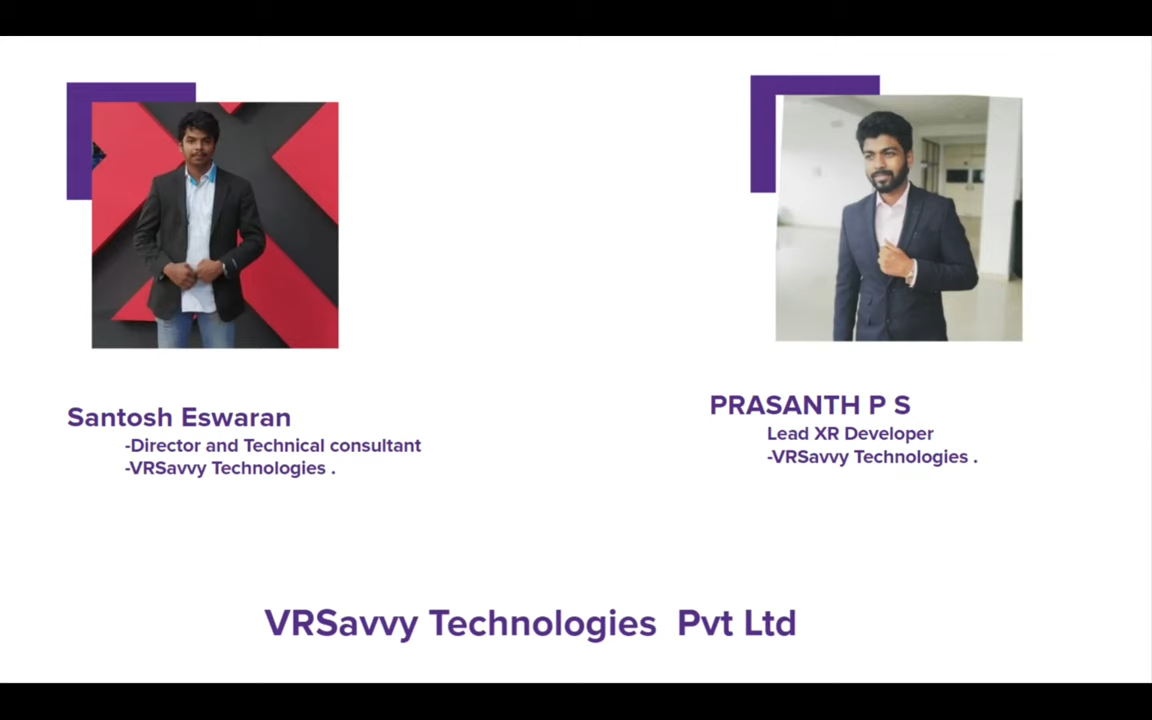 Santosh Eswaran
-Director and Technical consultant
-VRSavvy Technologies .
PRASANTH P S
Lead XR Developer
-VRSavvy Technologies .
VRSavvy Technologies Pvt Ltd